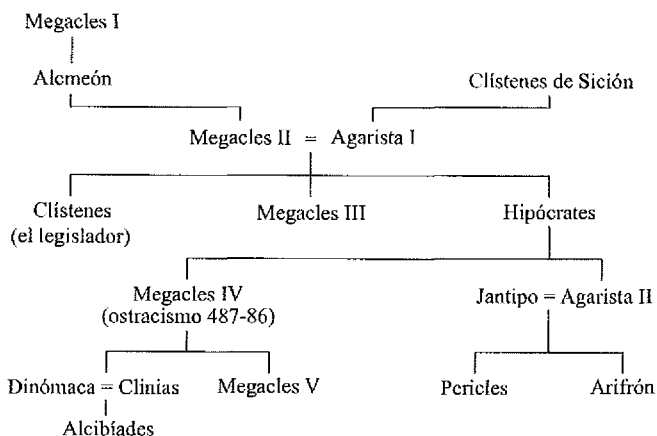 Megacles I
Alcmeón
Clístenes de Sición
Megacles II = Agarista I
Clístenes
(el legislador)
Megacles III
Hipócrates
Megacles IV
(ostracismo 487-86)
Jantipo = Agarista II
Dinómaca = Clinias
Megacles V
Pericles
Arifrón
Alcibíades